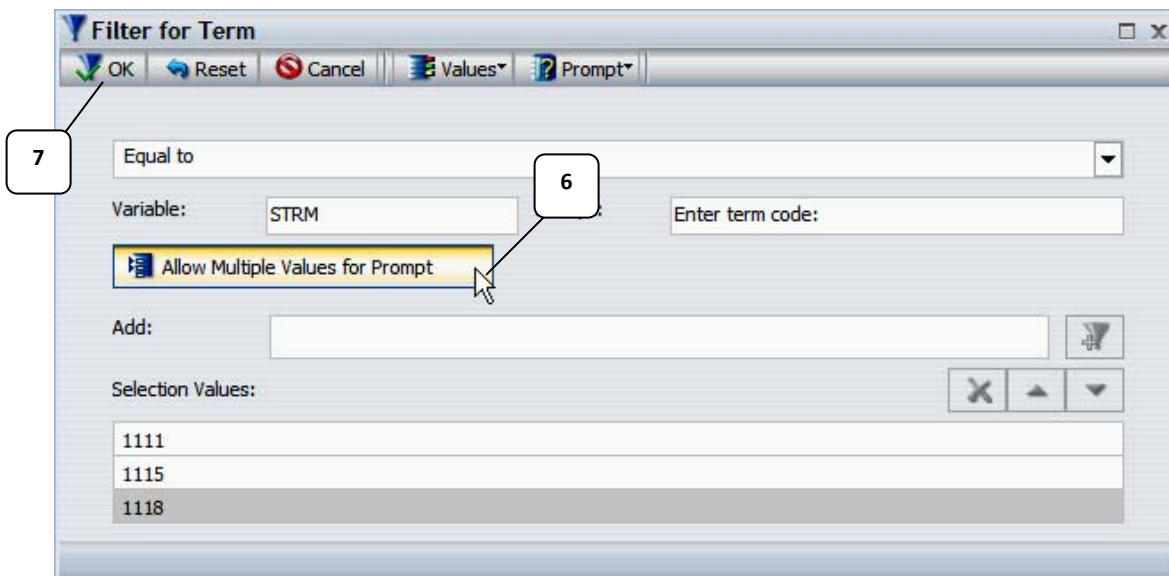 Filter for Term
OK Reset Cancel Values Prompt
7
Equal to
6
Variable: STRM Enter term code:
Allow Multiple Values for Prompt
Add:
Selection Values:
1111
1115
1118